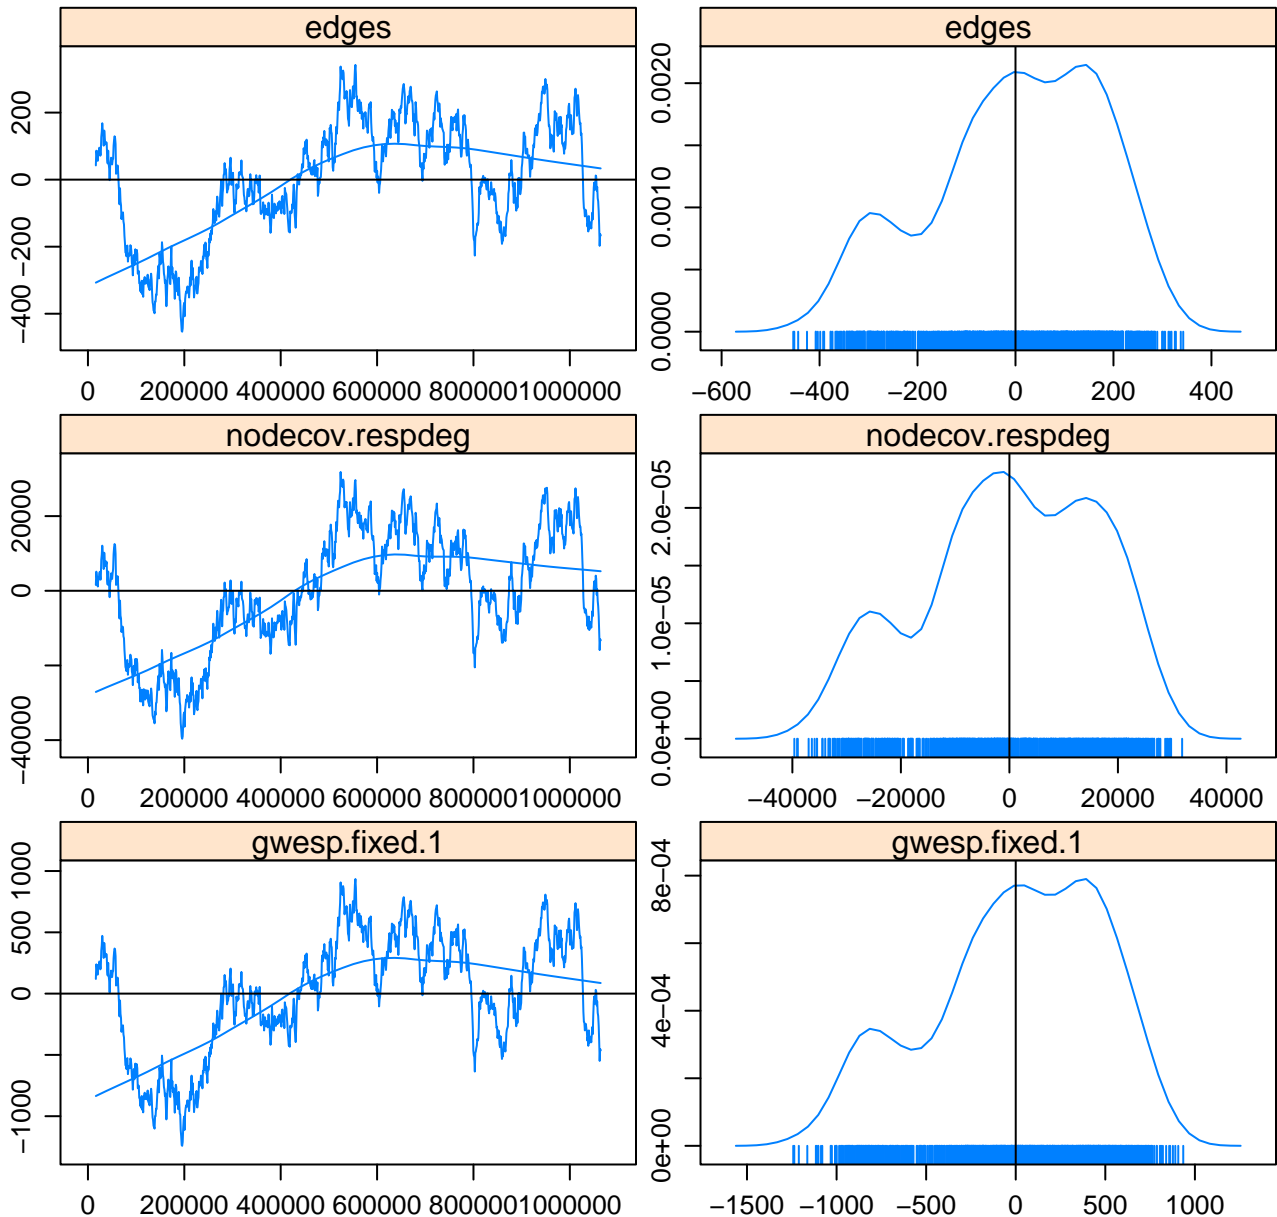 edges
200
0
−200
−400
0 200000 400000 600000 800000 1000000
edges
0.0020
0.0010
0.0000
−600 −400 −200 0 200 400
nodecov.respdeg
20000
0
−40000
0 200000 400000 600000 800000 1000000
nodecov.respdeg
2.0e−05
1.0e−05
0.0e+00
−40000 −20000 0 20000 40000
gwesp.fixed.1
1000
500
0
−1000
0 200000 400000 600000 800000 1000000
gwesp.fixed.1
8e−04
4e−04
0e+00
−1500 −1000 −500 0 500 1000